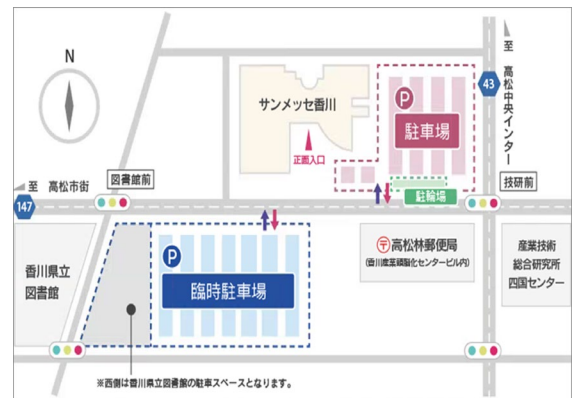 N
至 高松中央インター
43
サンメッセ香川
P
駐車場
正面入口
図書館前
至 高松市街
147
駐輪場
技研前
香川県立
図書館
P
臨時駐車場
〒高松林郵便局
(香川産業頭脳化センタービル内)
産業技術
総合研究所
四国センター
※西側は香川県立図書館の駐車スペースとなります。